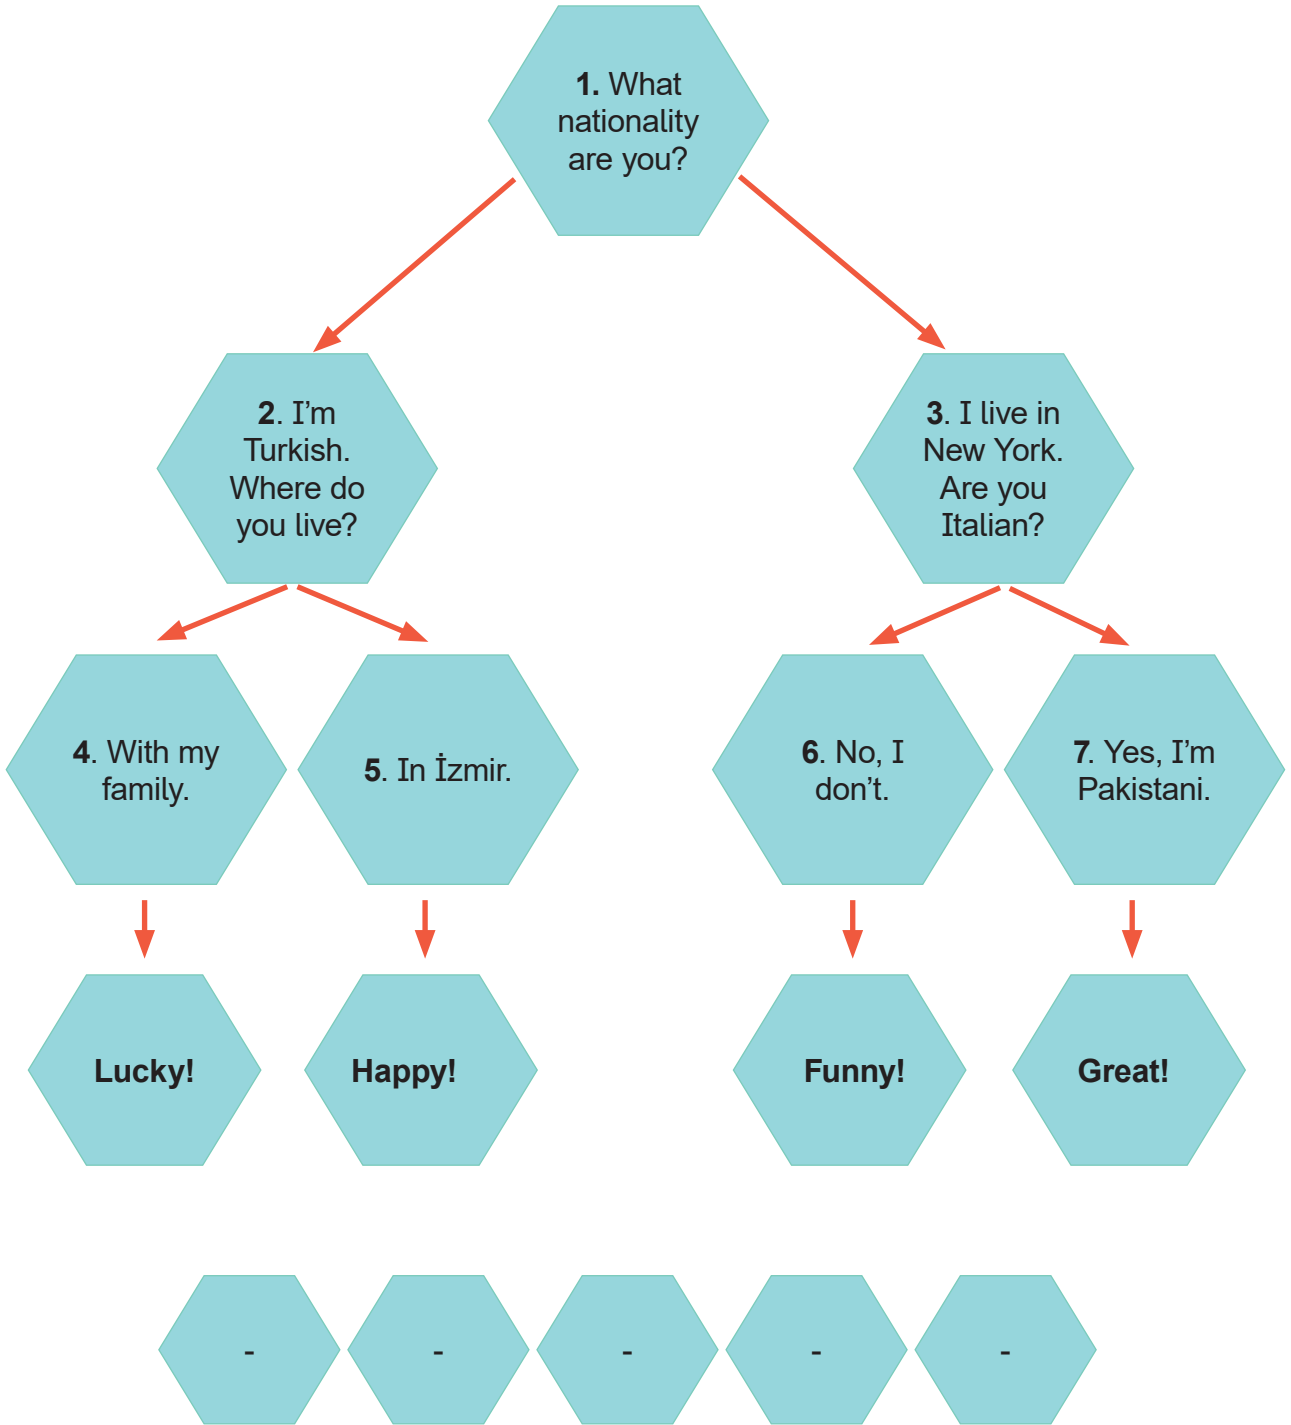 1. What
nationality
are you?
2. I’m
Turkish.
Where do
you live?
3. I live in
New York.
Are you
Italian?
4. With my
family.
5. In İzmir.
6. No, I
don’t.
7. Yes, I’m
Pakistani.
Lucky!
Happy!
Funny!
Great!
- - - - -